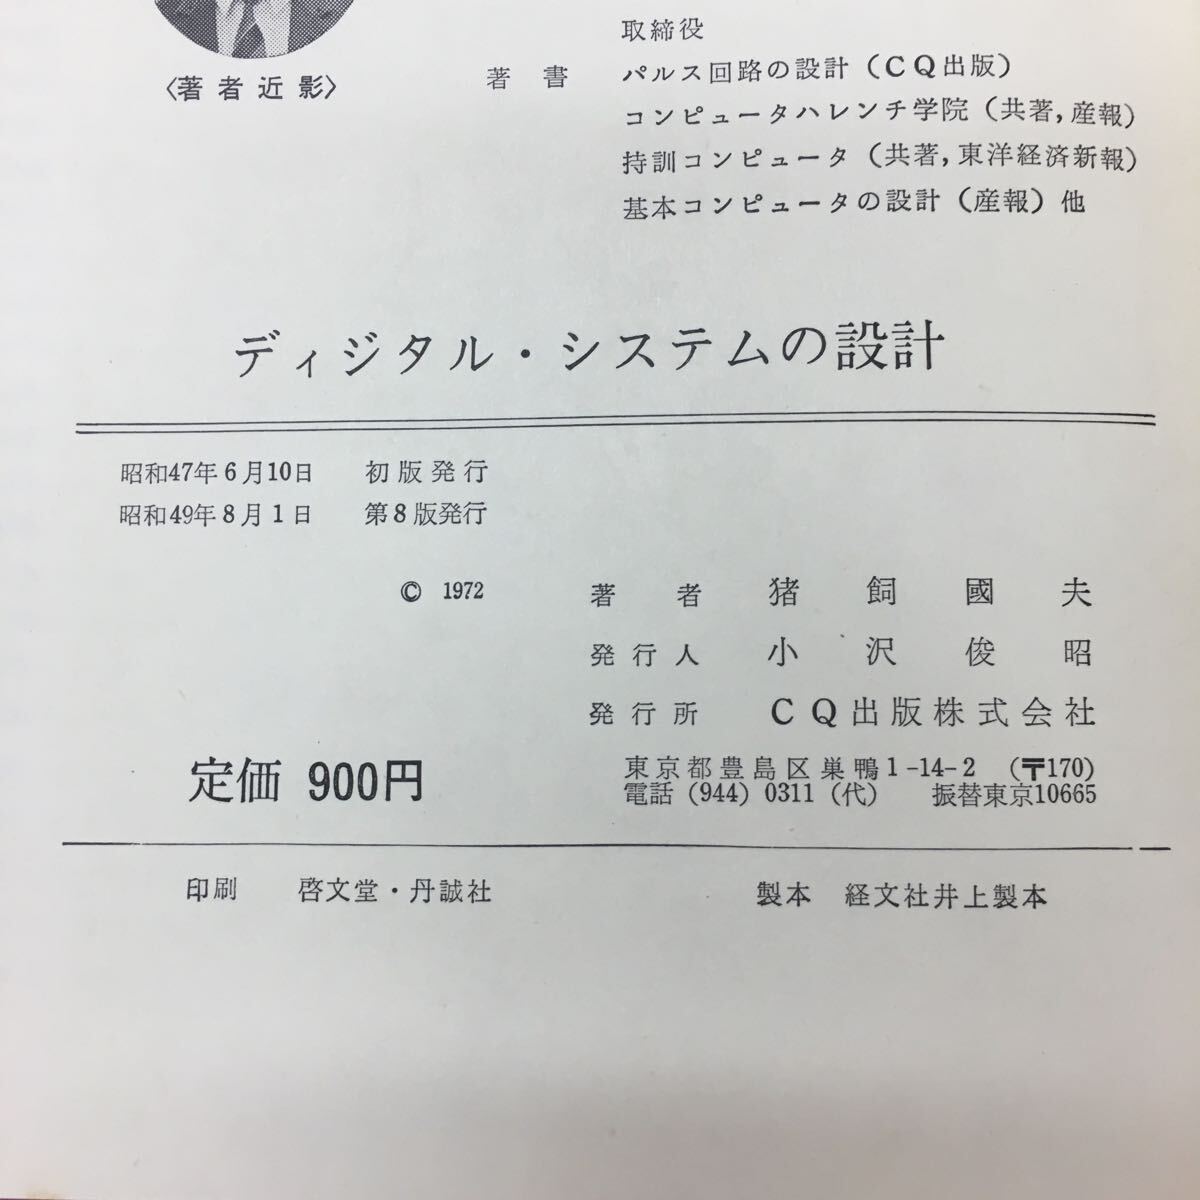 取締役
著書 パルス回路の設計(CQ出版)
コンピュータハレンチ学院(共著,産報)
持訓コンピュータ(共著,東洋経済新報)
基本コンピュータの設計(産報)他
〈著者近影〉
ディジタル・システムの設計
昭和47年6月10日 初版発行
昭和49年8月1日 第8版発行
© 1972
著者 猪飼國夫
発行人 小沢俊昭
発行所 CQ出版株式会社
東京都豊島区巣鴨1-14-2 (〒170)
電話(944)0311(代) 振替東京10665
定価 900円
印刷 啓文堂・丹誠社 製本 経文社井上製本